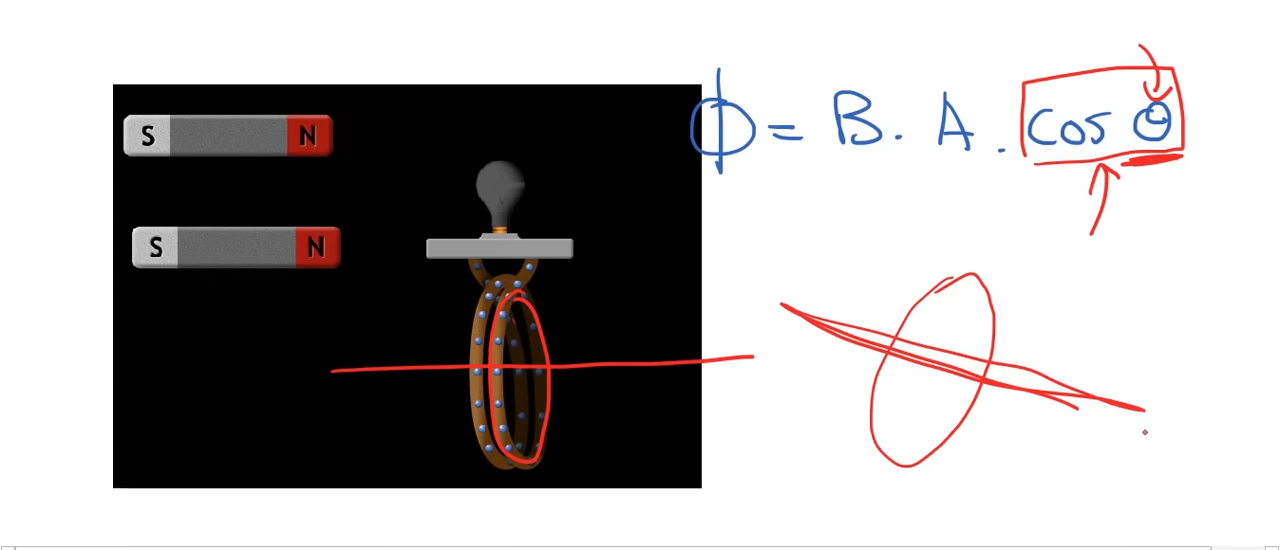 ϕ = B . A . cos θ
S N
S N